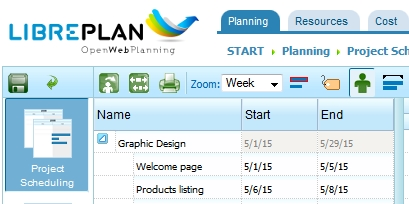 LIBREPLAN
OpenWebPlanning
Planning Resources Cost
START Planning Project Sch
Zoom: Week
Name Start End
Project Scheduling
Graphic Design 5/1/15 5/29/15
Welcome page 5/1/15 5/5/15
Products listing 5/6/15 5/8/15